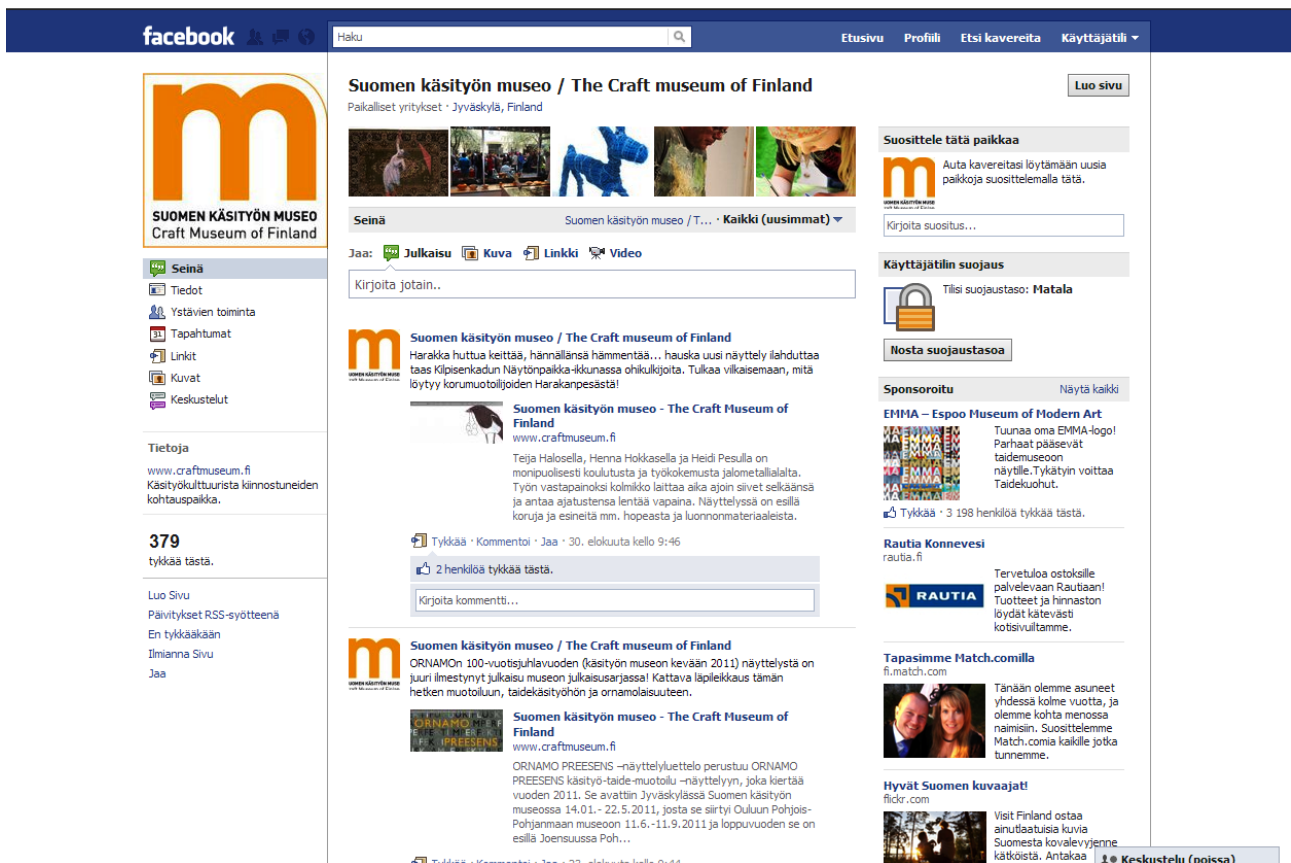 facebook
Haku
Etusivu Profiili Etsi kavereita Käyttäjätili
SUOMEN KÄSITYÖN MUSEO
Craft Museum of Finland
Seinä
Tiedot
Ystävien toiminta
Tapahtumat
31
Linkit
Kuvat
Keskustelut
Tietoja
www.craftmuseum.fi
Käsityökulttuurista kiinnostuneiden
kohtauspaikka.
379
tykkää tästä.
Luo Sivu
Päivitykset RSS-syötteenä
En tykkääkään
Ilmianna Sivu
Jaa
Suomen käsityön museo / The Craft museum of Finland
Paikalliset yritykset · Jyväskylä, Finland
Seinä Suomen käsityön museo / T... · Kaikki (uusimmat)
Jaa: Julkaisu Kuva Linkki Video
Kirjoita jotain..
Suomen käsityön museo / The Craft museum of Finland
Harakka huttua keittää, hännällänsä hämmentää... hauska uusi näyttely ilahduttaa
taas Kilpisenkadun Näytönpaikka-ikkunassa ohikulkijoita. Tulkaa vilkaisemaan, mitä
löytyy korumuotoilijoiden Harakanpesästä!
Suomen käsityön museo - The Craft Museum of
Finland
www.craftmuseum.fi
Teija Halosella, Henna Hokkasella ja Heidi Pesulla on
monipuolisesti koulutusta ja työkokemusta jalometallialalta.
Työn vastapainoksi kolmikko laittaa aika ajoin siivet selkäänsä
ja antaa ajatustensa lentää vapaina. Näyttelyssä on esillä
koruja ja esineitä mm. hopeasta ja luonnonmateriaaleista.
Tykkää · Kommentoi · Jaa · 30. elokuuta kello 9:46
2 henkilöä tykkää tästä.
Kirjoita kommentti...
Suomen käsityön museo / The Craft museum of Finland
ORNAMOn 100-vuotisjuhlavuoden (käsityön museon kevään 2011) näyttelystä on
juuri ilmestynyt julkaisu museon julkaisusarjassa! Kattava läpileikkaus tämän
hetken muotoiluun, taidekäsityöhön ja ornamolaisuuteen.
ORNAMO
PREESENS
Suomen käsityön museo - The Craft Museum of
Finland
www.craftmuseum.fi
ORNAMO PREESENS –näyttelyluettelo perustuu ORNAMO
PREESENS käsityö-taide-muotoilu –näyttelyyn, joka kiertää
vuoden 2011. Se avattiin Jyväskylässä Suomen käsityön
museossa 14.01.- 22.5.2011, josta se siirtyi Ouluun Pohjois-
Pohjanmaan museoon 11.6.-11.9.2011 ja loppuvuoden se on
esillä Joensuussa Poh...
Luo sivu
Suosittele tätä paikkaa
Auta kavereitasi löytämään uusia
paikkoja suosittelemalla tätä.
Kirjoita suositus...
Käyttäjätilin suojaus
Tilisi suojaustaso: Matala
Nosta suojaustasoa
Sponsoroitu Näytä kaikki
EMMA – Espoo Museum of Modern Art
Tuunaa oma EMMA-logo!
Parhaat pääsevät
taidemuseoon
näytille.Tykätyin voittaa
Taidekuohut.
Tykkää · 3 198 henkilöä tykkää tästä.
Rautia Konnevesi
rautia.fi
RAUTIA
Tervetuloa ostoksille
palvelevaan Rautiaan!
Tuotteet ja hinnaston
löydät kätevästi
kotisivuiltamme.
Tapasimme Match.comilla
fi.match.com
Tänään olemme asuneet
yhdessä kolme vuotta, ja
olemme kohta menossa
naimisiin. Suosittelemme
Match.comia kaikille jotka
tunnemme.
Hyvät Suomen kuvaajat!
flickr.com
Visit Finland ostaa
ainutlaatuisia kuvia
Suomesta kovalevyjenne
kätköistä. Antakaa
Keskustelu (poissa)